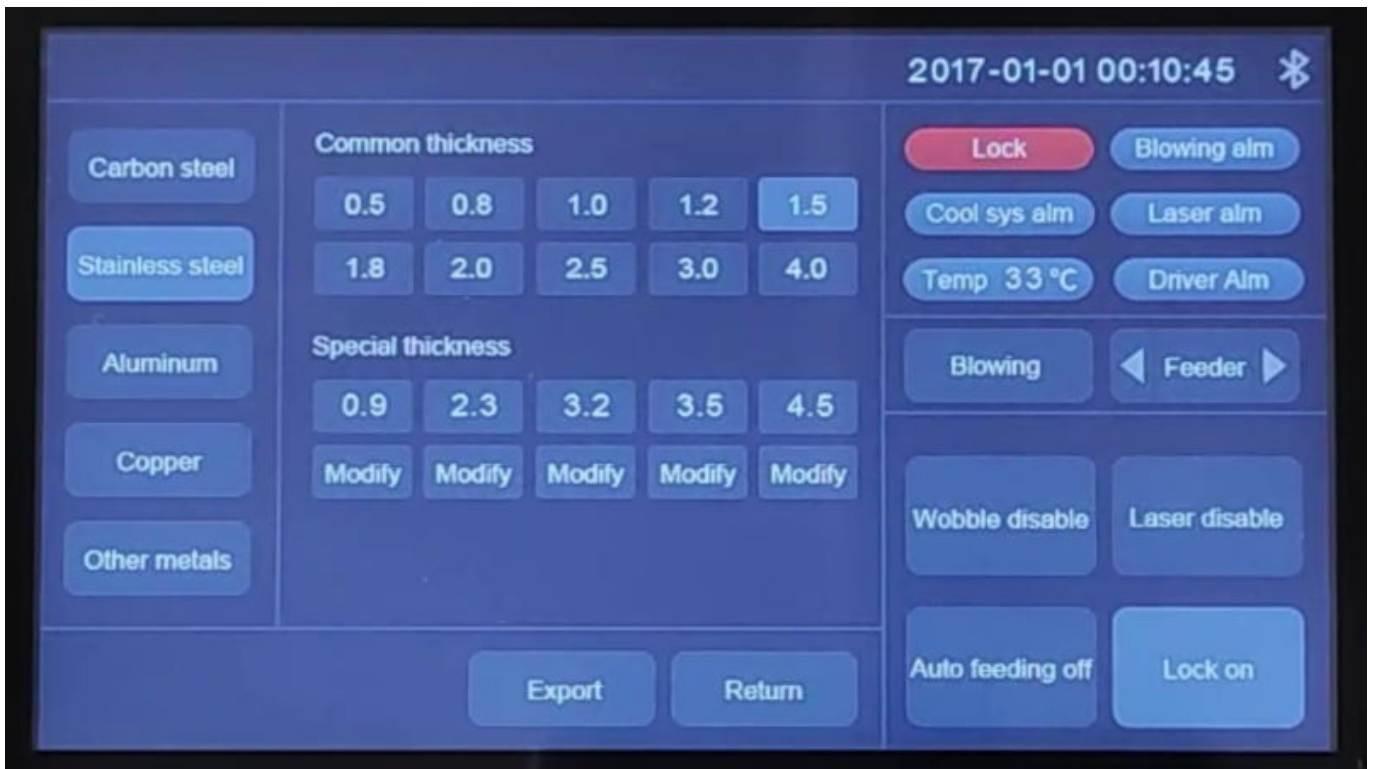 2017-01-01 00:10:45
Carbon steel
Stainless steel
Aluminum
Copper
Other metals
Common thickness
0.5 0.8 1.0 1.2 1.5
1.8 2.0 2.5 3.0 4.0
Special thickness
0.9 2.3 3.2 3.5 4.5
Modify Modify Modify Modify Modify
Export Return
Lock Blowing alm
Cool sys alm Laser alm
Temp 33°C Driver Alm
Blowing Feeder
Wobble disable Laser disable
Auto feeding off Lock on